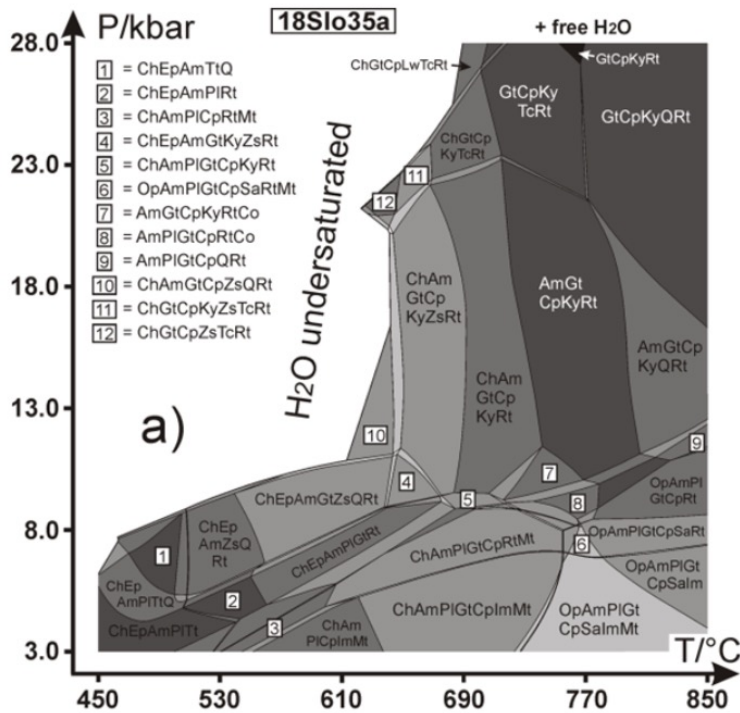 P/kbar
18Slo35a
+ free H2O
28.0
23.0
18.0
13.0
8.0
3.0
1 = ChEpAmTtQ
2 = ChEpAmPlRt
3 = ChAmPlCpRtMt
4 = ChEpAmGtKyZsRt
5 = ChAmPlGtCpKyRt
6 = OpAmPlGtCpSaRtMt
7 = AmGtCpKyRtCo
8 = AmPlGtCpRtCo
9 = AmPlGtCpQRt
10 = ChAmGtCpZsQRt
11 = ChGtCpKyZsTcRt
12 = ChGtCpZsTcRt
ChGtCpLwTcRt
GtCpKyRt
GtCpKy
TcRt
GtCpKyQRt
ChGtCp
KyTcRt
11
12
H2O undersaturated
ChAm
GtCp
KyZsRt
AmGt
CpKyRt
AmGtCp
KyQRt
ChAm
GtCp
KyRt
a)
10
9
4
7
5
8
OpAmPl
GtCpRt
ChEpAmGtZsQRt
1
ChEp
AmZsQ
Rt
ChEpAmPlGtRt
ChAmPlGtCpRtMt
OpAmPlGtCpSaRt
6
ChEp
AmPlTtQ
2
OpAmPlGt
CpSaIm
ChEpAmPlTt
3
ChAm
PlCpImMt
ChAmPlGtCpImMt
OpAmPlGt
CpSaImMt
T/°C
450
530
610
690
770
850